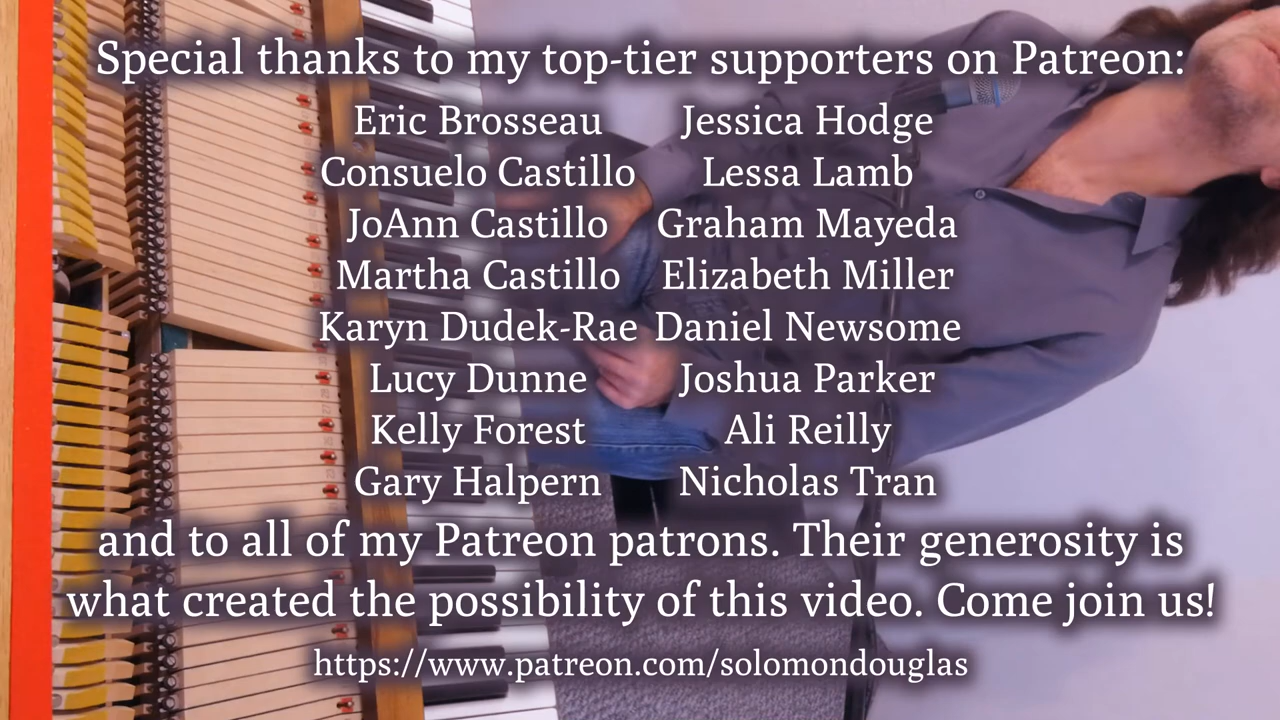 Special thanks to my top-tier supporters on Patreon:
Eric Brosseau Jessica Hodge
Consuelo Castillo Lessa Lamb
JoAnn Castillo Graham Mayeda
Martha Castillo Elizabeth Miller
Karyn Dudek-Rae Daniel Newsome
Lucy Dunne Joshua Parker
Kelly Forest Ali Reilly
Gary Halpern Nicholas Tran
and to all of my Patreon patrons. Their generosity is
what created the possibility of this video. Come join us!
https://www.patreon.com/solomondouglas